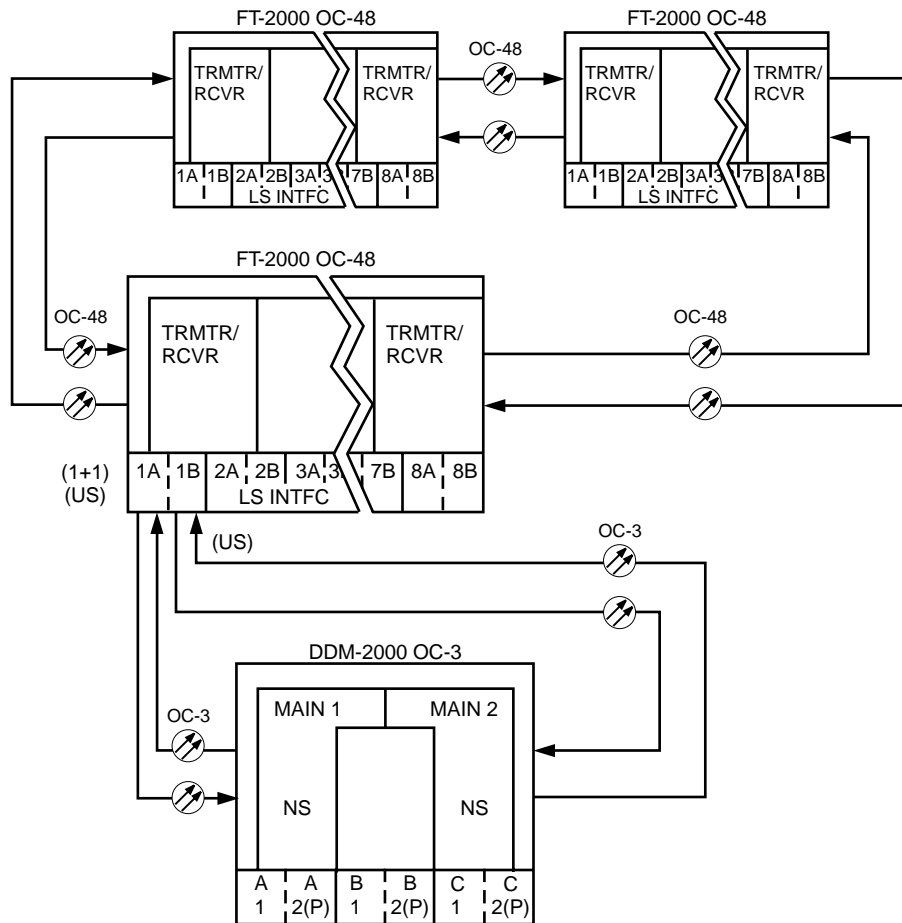 FT-2000 OC-48
FT-2000 OC-48
TRMTR/
RCVR
TRMTR/
RCVR
OC-48
TRMTR/
RCVR
TRMTR/
RCVR
1A 1B 2A 2B 3A 3 7B 8A 8B
LS INTFC
1A 1B 2A 2B 3A 3 7B 8A 8B
LS INTFC
FT-2000 OC-48
OC-48
TRMTR/
RCVR
TRMTR/
RCVR
OC-48
(1+1)
(US)
1A 1B 2A 2B 3A 3 7B 8A 8B
LS INTFC
(US)
OC-3
DDM-2000 OC-3
OC-3
MAIN 1
MAIN 2
NS
NS
A A B B C C
1 2(P) 1 2(P) 1 2(P)